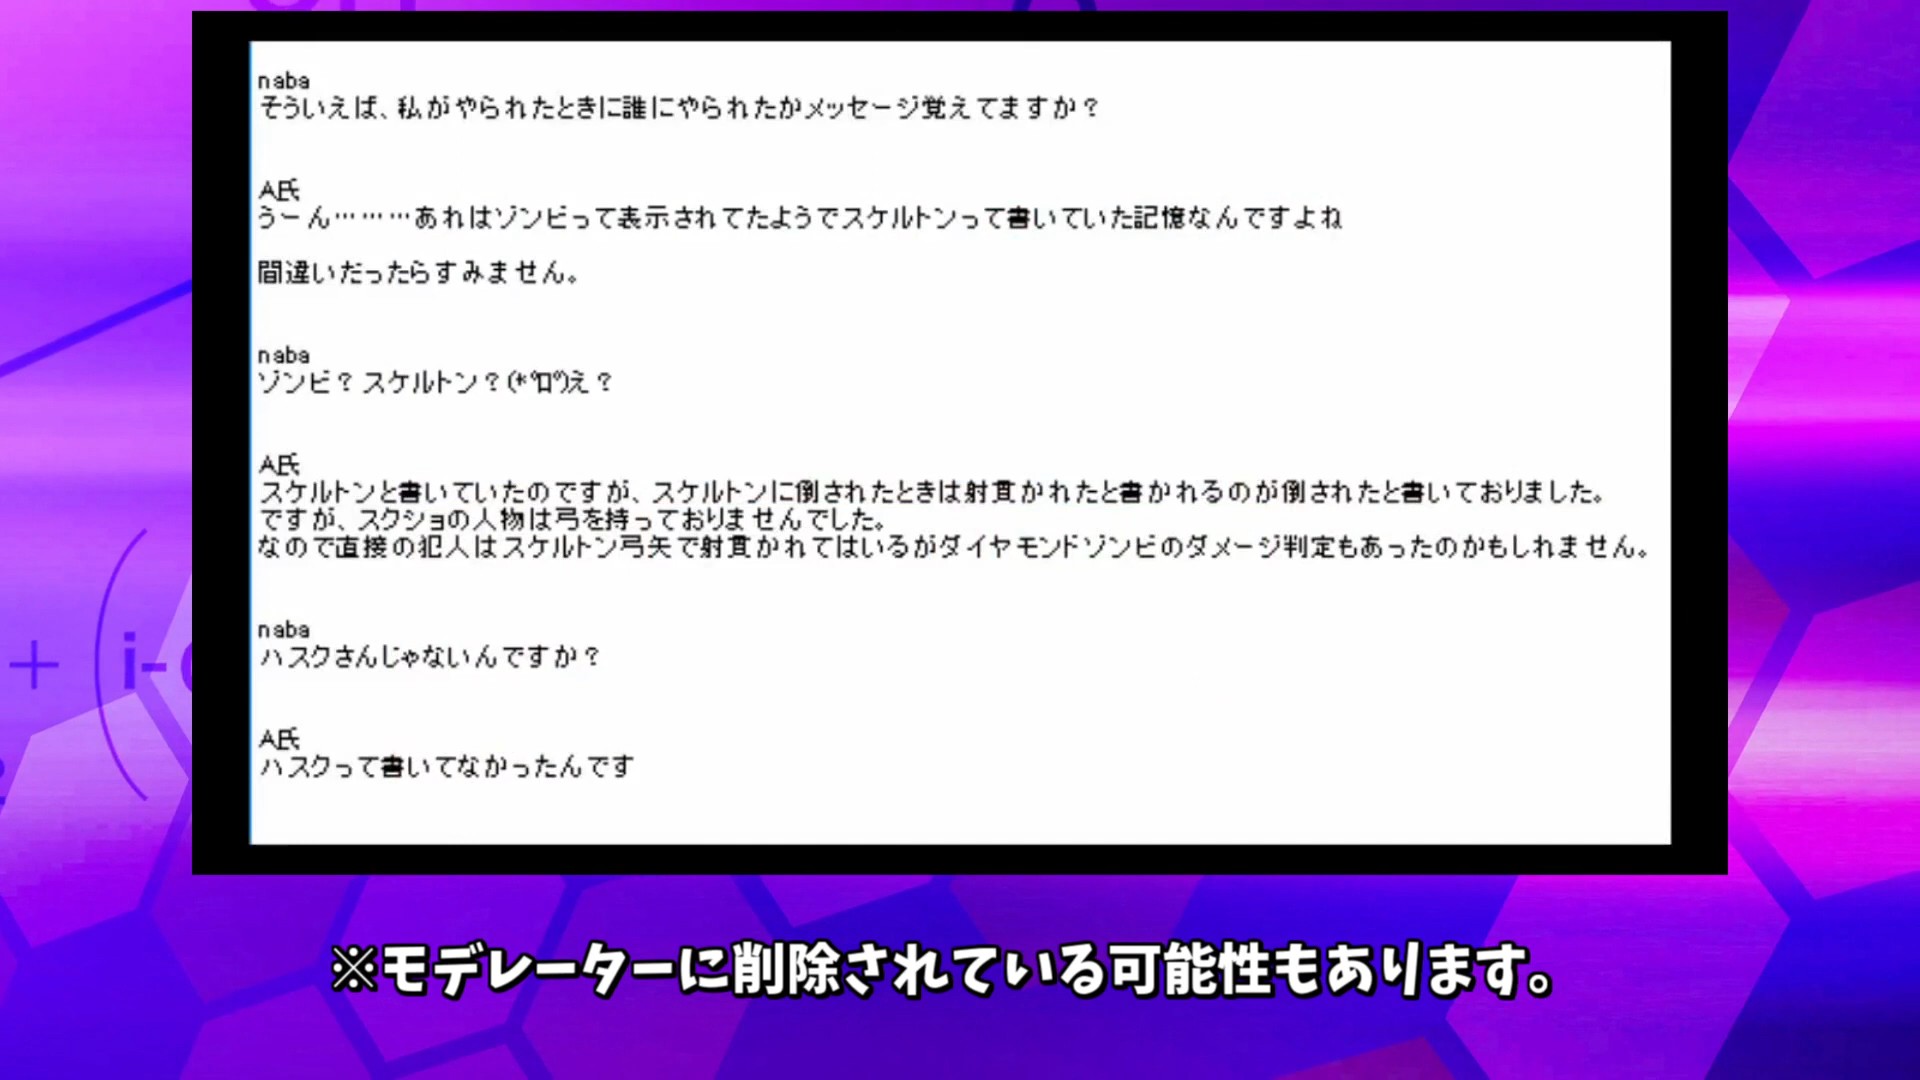 naba
そういえば、私がやられたときに誰にやられたかメッセージ覚えてますか？
A氏
うーん………あれはゾンビって表示されてたようでスケルトンって書いていた記憶なんですよね
間違いだったらすみません。
naba
ゾンビ？スケルトン？(*ﾟﾛﾟ)え？
A氏
スケルトンと書いていたのですが、スケルトンに倒されたときは射貫かれたと書かれるのが倒されたと書いておりました。
ですが、スクショの人物は弓を持っておりませんでした。
なので直接の犯人はスケルトン弓矢で射貫かれてはいるがダイヤモンドゾンビのダメージ判定もあったのかもしれません。
naba
ハスクさんじゃないんですか？
A氏
ハスクって書いてなかったんです
+ i-
※モデレーターに削除されている可能性もあります。